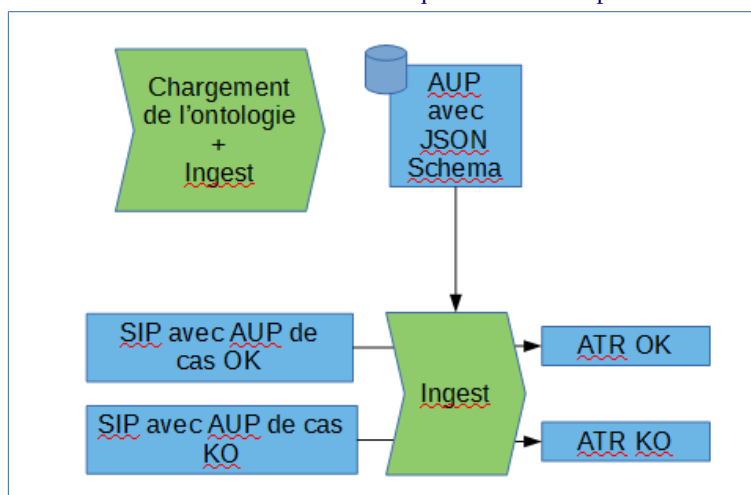 Chargement
de l'ontologie
+
Ingest
AUP
avec
JSON
Schema
SIP avec AUP de
cas OK
Ingest
ATR OK
SIP avec AUP de cas
KO
ATR KO